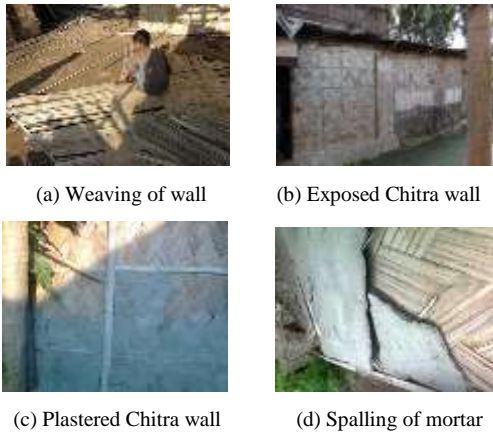 (a) Weaving of wall
(b) Exposed Chitra wall
(c) Plastered Chitra wall
(d) Spalling of mortar